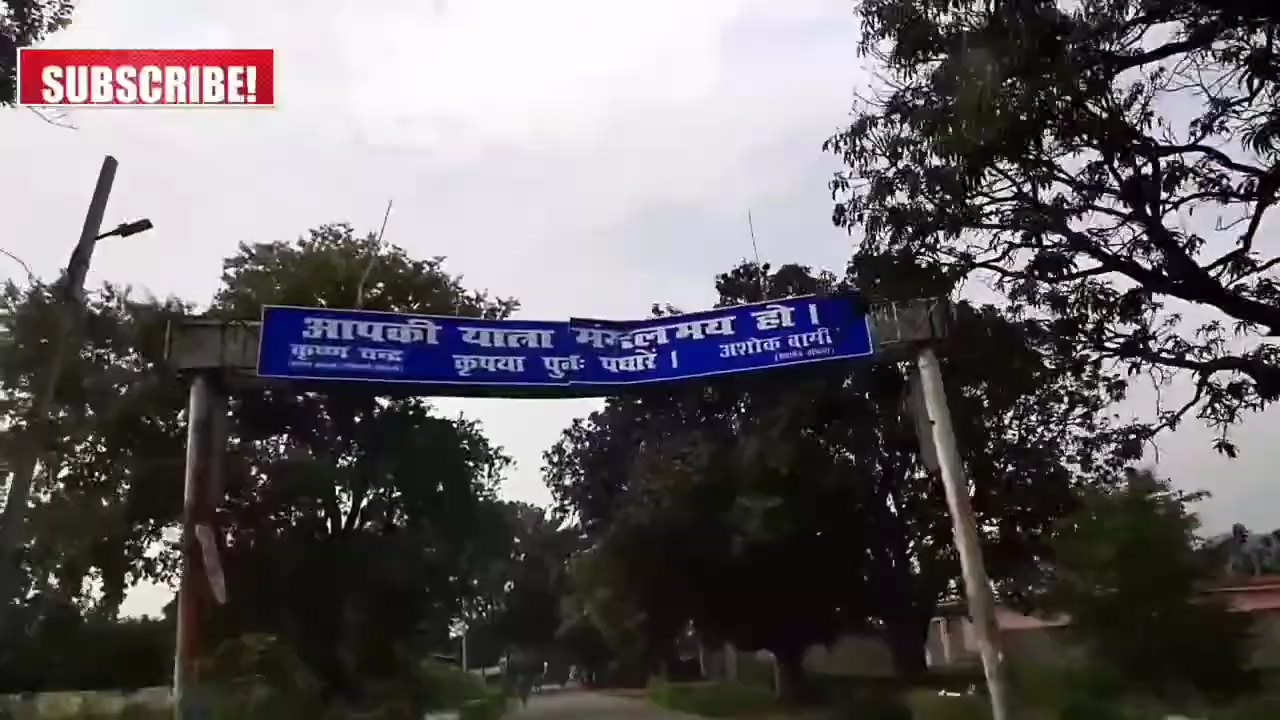 SUBSCRIBE!
आपकी यात्रा मंगलमय हो।
कृष्ण चन्द्र कृपया पुर्नः पधारे। अशोक वार्मा